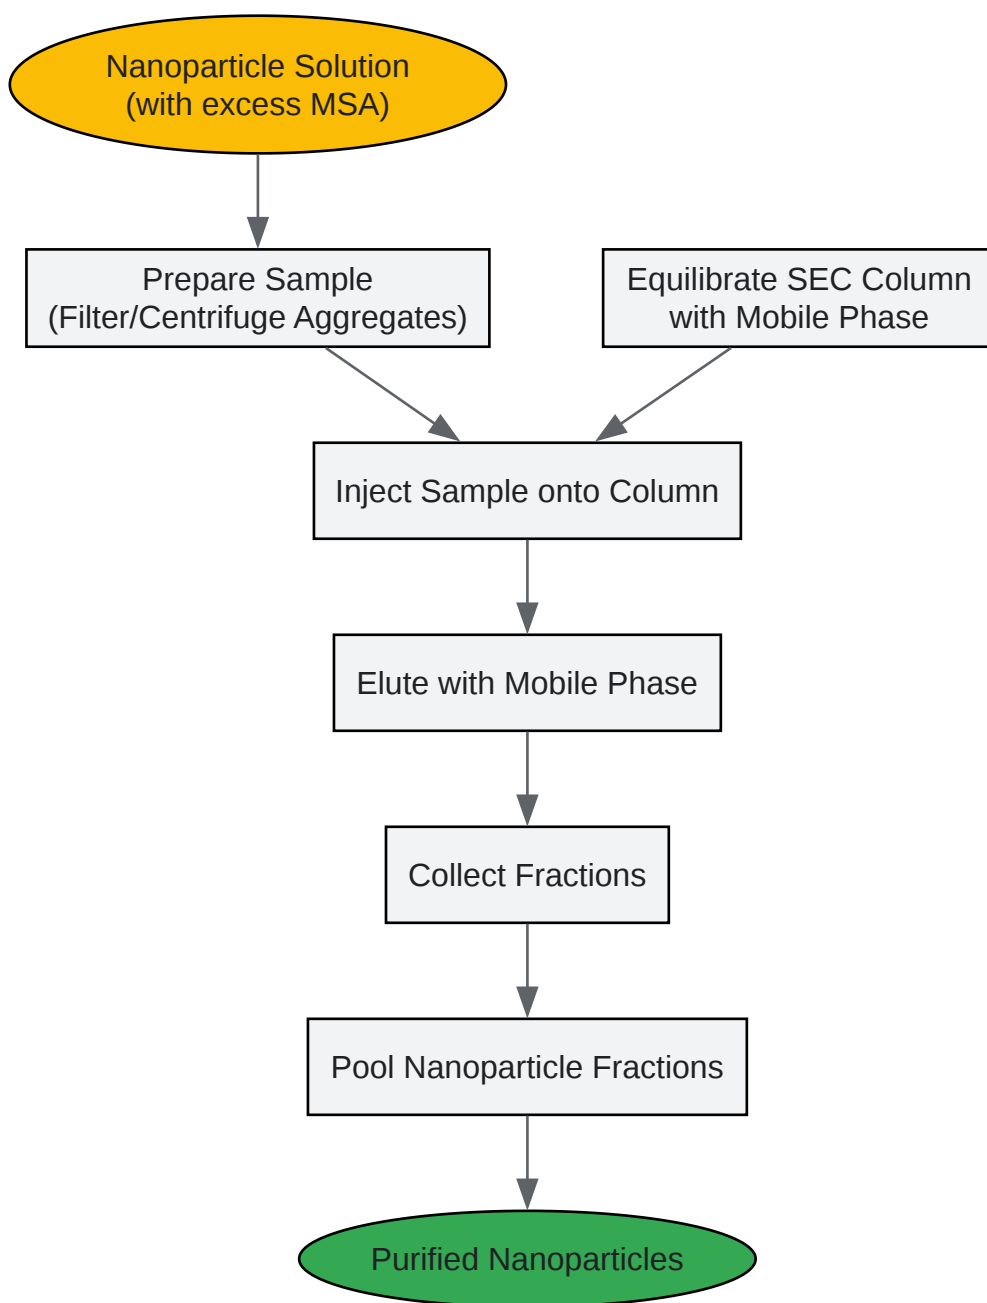 Nanoparticle Solution
(with excess MSA)
Prepare Sample
(Filter/Centrifuge Aggregates)
Equilibrate SEC Column
with Mobile Phase
Inject Sample onto Column
Elute with Mobile Phase
Collect Fractions
Pool Nanoparticle Fractions
Purified Nanoparticles